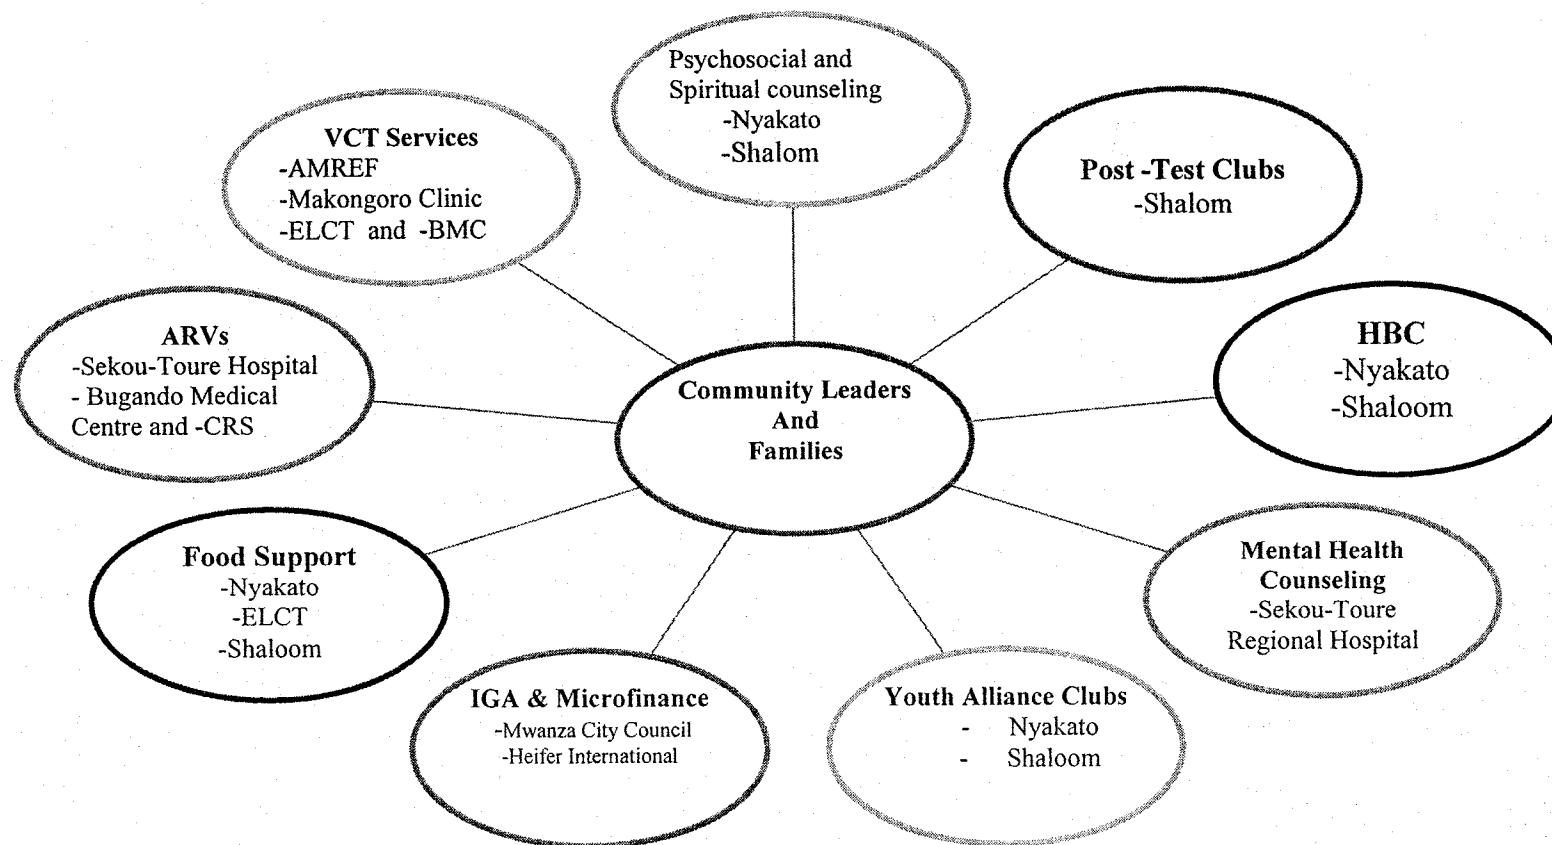 Psychosocial and
Spiritual counseling
-Nyakato
-Shalom
VCT Services
-AMREF
-Makongoro Clinic
-ELCT and -BMC
Post -Test Clubs
-Shalom
ARVs
-Sekou-Toure Hospital
- Bugando Medical
Centre and -CRS
HBC
-Nyakato
-Shaloom
Community Leaders
And
Families
Food Support
-Nyakato
-ELCT
-Shaloom
Mental Health
Counseling
-Sekou-Toure
Regional Hospital
IGA & Microfinance
-Mwanza City Council
-Heifer International
Youth Alliance Clubs
- Nyakato
- Shaloom